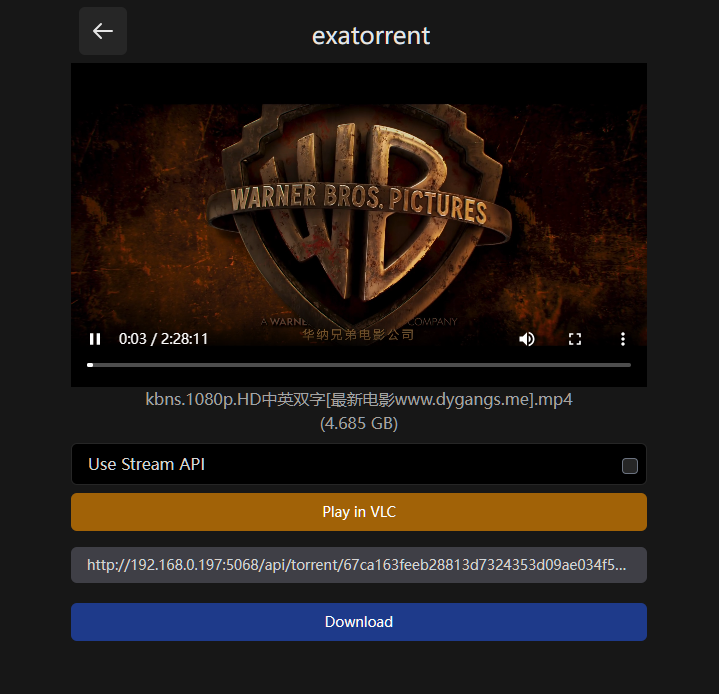 exatorrent
WARNER BROS. PICTURES
A WARNE
COMPANY
华纳兄弟电影公司
0:03 / 2:28:11
kbns.1080p.HD中英双字[最新电影www.dygangs.me].mp4
(4.685 GB)
Use Stream API
Play in VLC
http://192.168.0.197:5068/api/torrent/67ca163feeb28813d7324353d09ae034f5...
Download